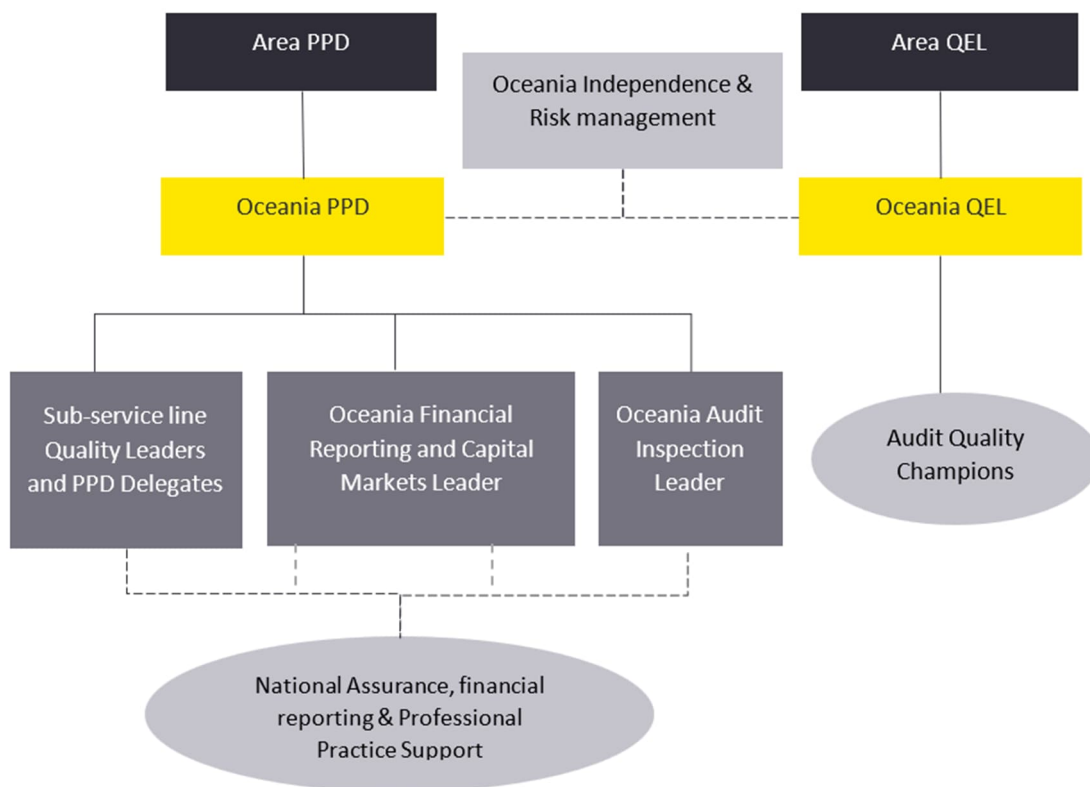 Area PPD
Area QEL
Oceania Independence &
Risk management
Oceania PPD
Oceania QEL
Sub-service line
Quality Leaders
and PPD Delegates
Oceania Financial
Reporting and Capital
Markets Leader
Oceania Audit
Inspection
Leader
Audit Quality
Champions
National Assurance, financial
reporting & Professional
Practice Support